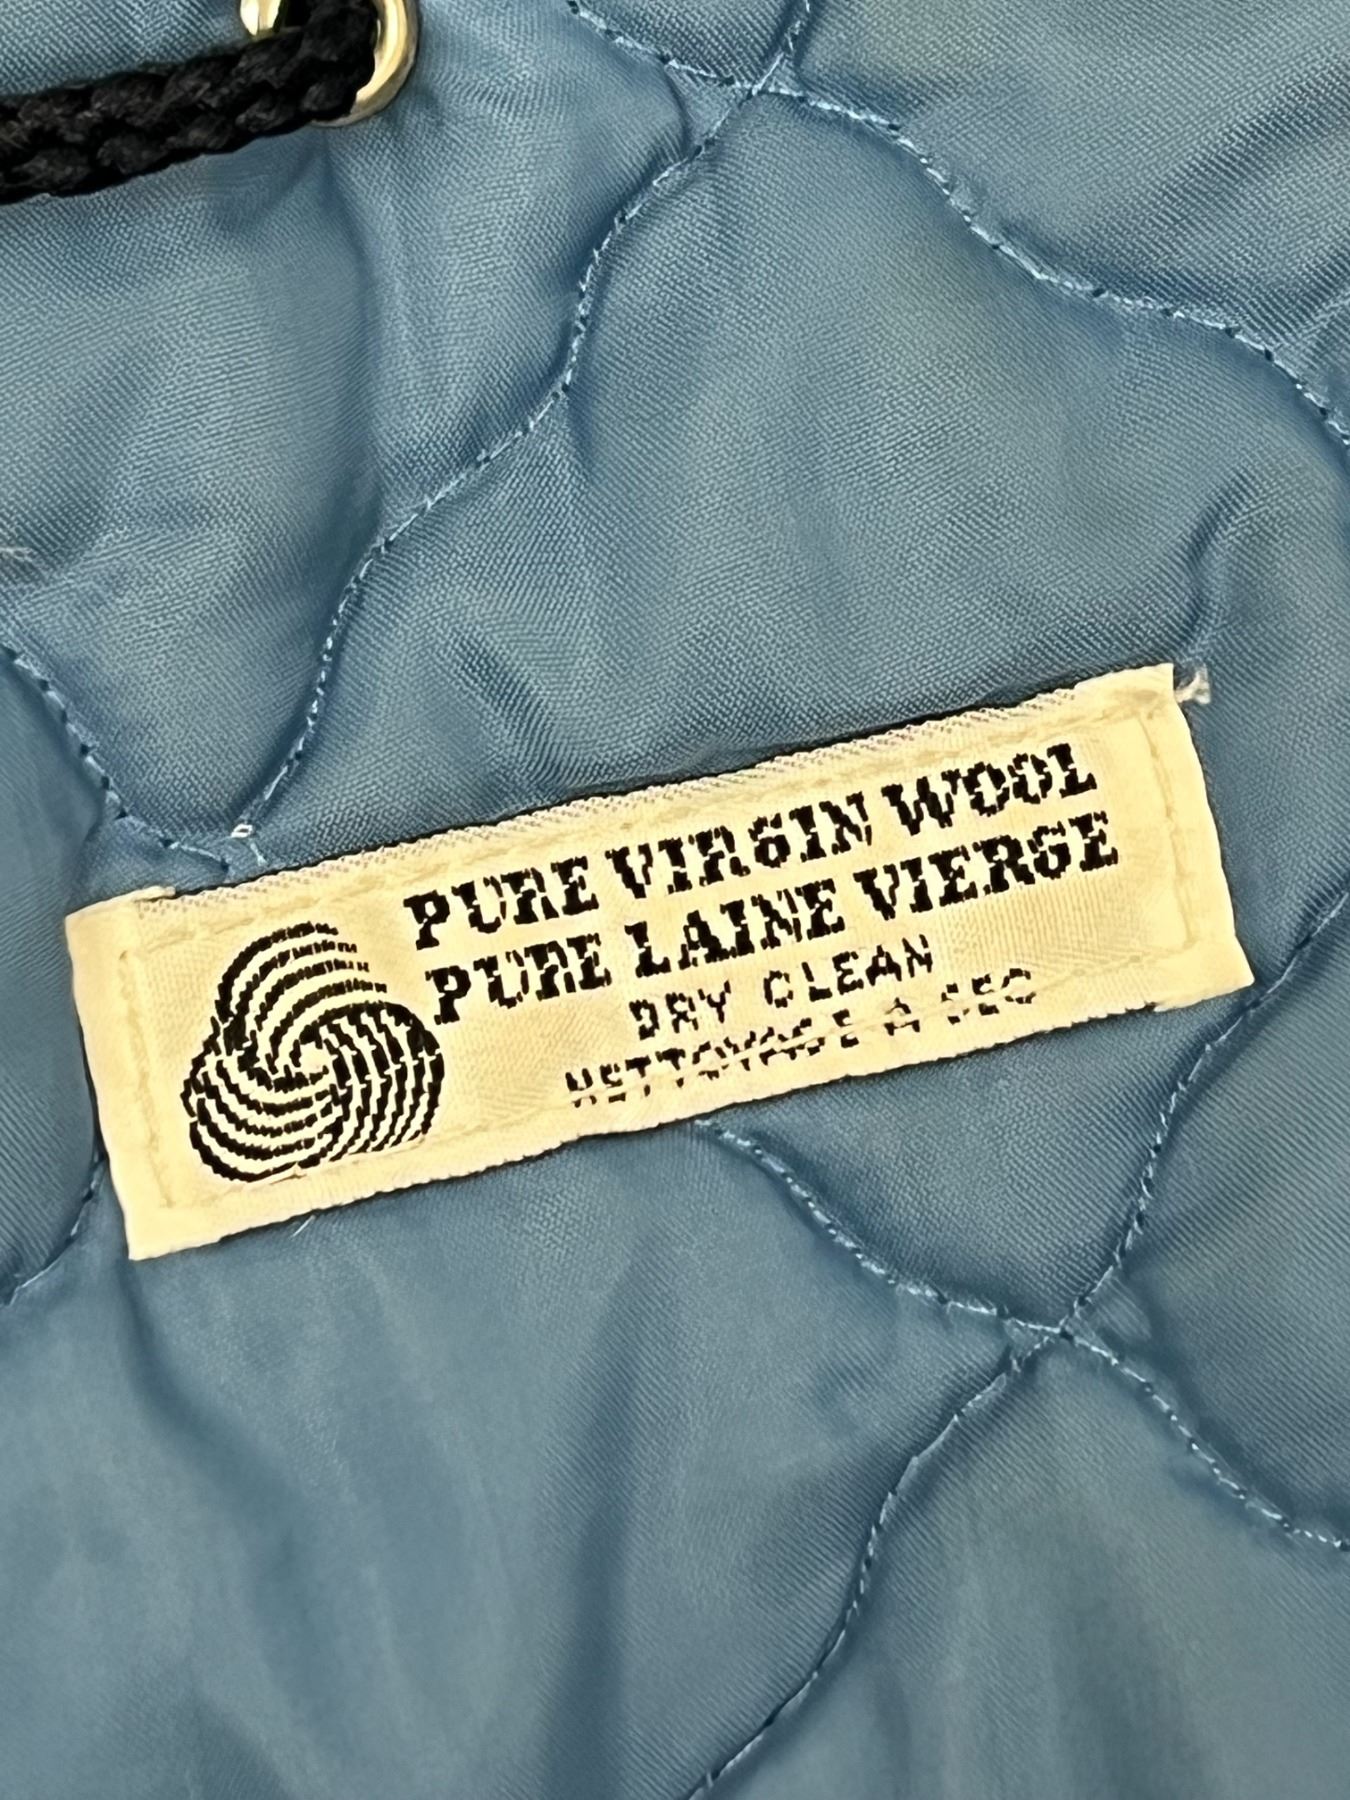 PURE VIRGIN WOOL
PURE LAINE VIERGE
DRY CLEAN
NETTOYAGE A SEC